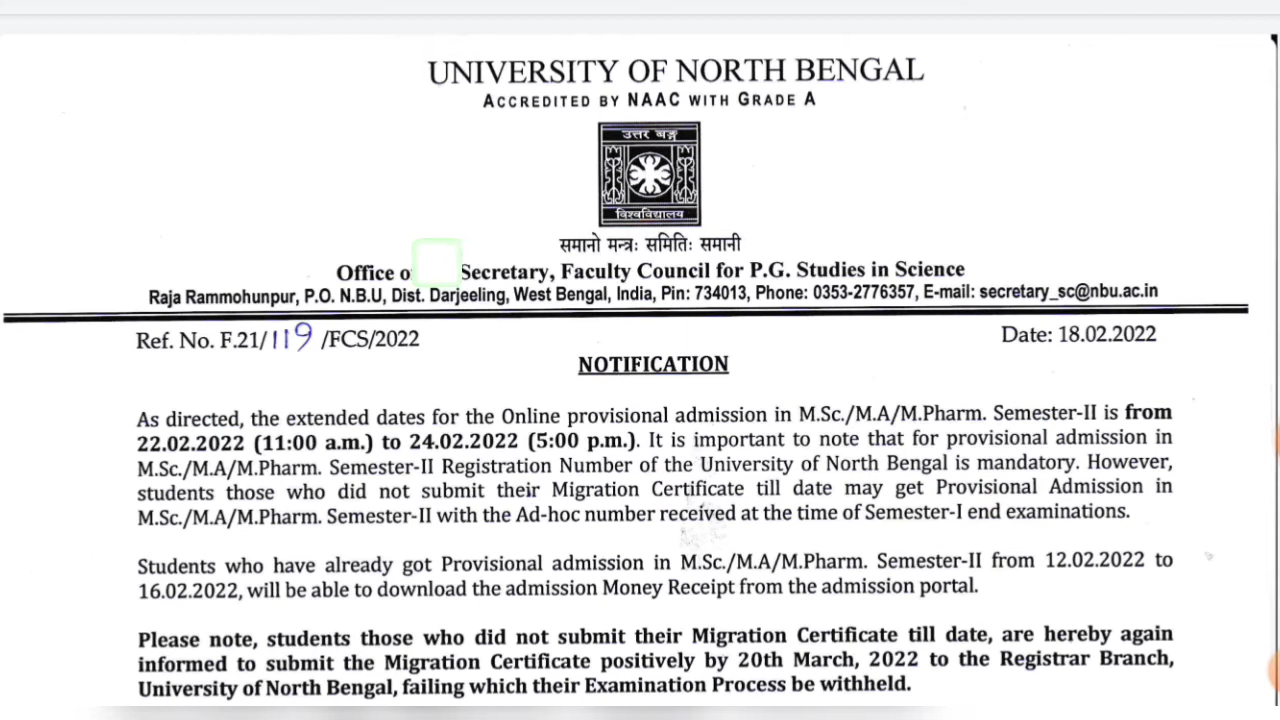 UNIVERSITY OF NORTH BENGAL
ACCREDITED BY NAAC WITH GRADE A
उत्तर बङ्ग
विश्वविद्यालय
समानो मन्त्रः समितिः समानी
Office o Secretary, Faculty Council for P.G. Studies in Science
Raja Rammohunpur, P.O. N.B.U, Dist. Darjeeling, West Bengal, India, Pin: 734013, Phone: 0353-2776357, E-mail: secretary_sc@nbu.ac.in
Ref. No. F.21/119/FCS/2022 Date: 18.02.2022
NOTIFICATION
As directed, the extended dates for the Online provisional admission in M.Sc./M.A/M.Pharm. Semester-II is from
22.02.2022 (11:00 a.m.) to 24.02.2022 (5:00 p.m.). It is important to note that for provisional admission in
M.Sc./M.A/M.Pharm. Semester-II Registration Number of the University of North Bengal is mandatory. However,
students those who did not submit their Migration Certificate till date may get Provisional Admission in
M.Sc./M.A/M.Pharm. Semester-II with the Ad-hoc number received at the time of Semester-I end examinations.
Students who have already got Provisional admission in M.Sc./M.A/M.Pharm. Semester-II from 12.02.2022 to
16.02.2022, will be able to download the admission Money Receipt from the admission portal.
Please note, students those who did not submit their Migration Certificate till date, are hereby again
informed to submit the Migration Certificate positively by 20th March, 2022 to the Registrar Branch,
University of North Bengal, failing which their Examination Process be withheld.